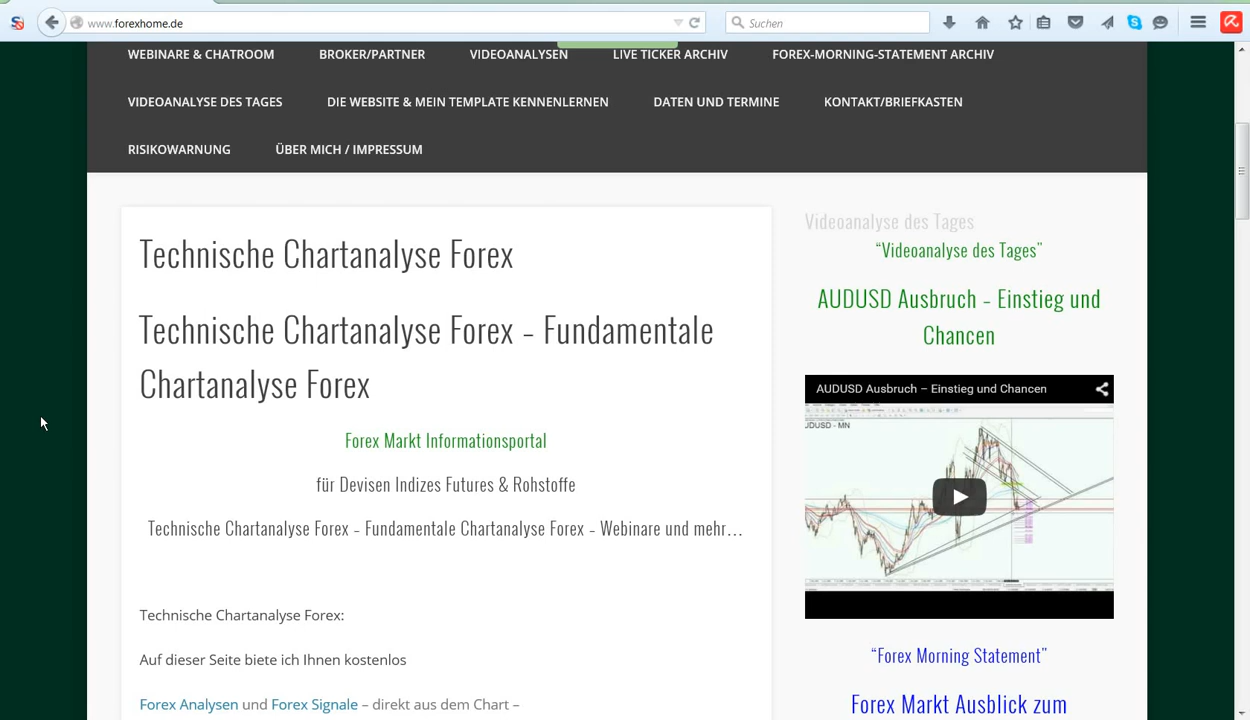 www.forexhome.de
Suchen
WEBINARE & CHATROOM
BROKER/PARTNER
VIDEOANALYSEN
LIVE TICKER ARCHIV
FOREX-MORNING-STATEMENT ARCHIV
VIDEOANALYSE DES TAGES
DIE WEBSITE & MEIN TEMPLATE KENNENLERNEN
DATEN UND TERMINE
KONTAKT/BRIEFKASTEN
RISIKOWARNUNG
ÜBER MICH / IMPRESSUM
Technische Chartanalyse Forex
Technische Chartanalyse Forex – Fundamentale
Chartanalyse Forex
Forex Markt Informationsportal
für Devisen Indizes Futures & Rohstoffe
Technische Chartanalyse Forex – Fundamentale Chartanalyse Forex – Webinare und mehr…
Technische Chartanalyse Forex:
Auf dieser Seite biete ich Ihnen kostenlos
Forex Analysen und Forex Signale – direkt aus dem Chart –
Videoanalyse des Tages
“Videoanalyse des Tages”
AUDUSD Ausbruch – Einstieg und
Chancen
AUDUSD Ausbruch – Einstieg und Chancen
UDUSD - MN
“Forex Morning Statement”
Forex Markt Ausblick zum